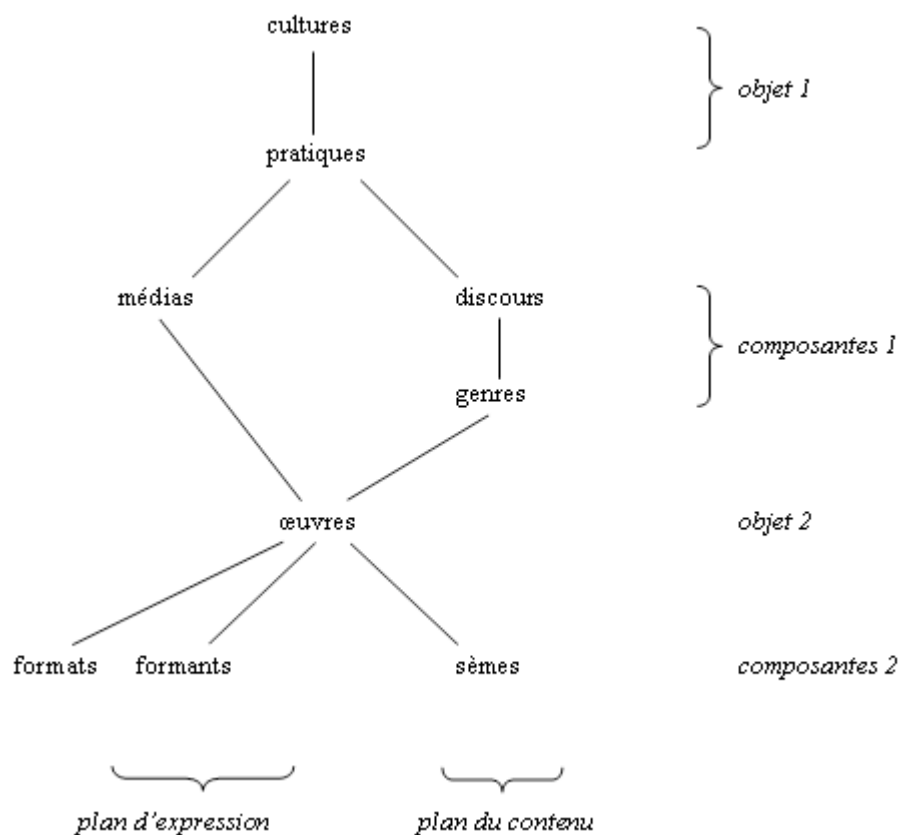 cultures
objet 1
pratiques
médias
discours
composantes 1
genres
œuvres
objet 2
formats formants sèmes composantes 2
plan d'expression plan du contenu